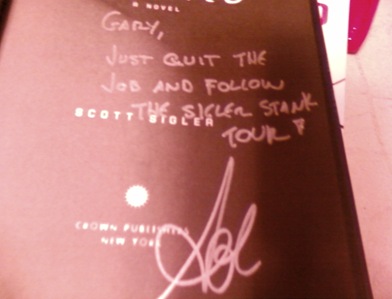 A NOVEL
GARY,
JUST QUIT THE
JOB AND FOLLOW
THE SIGLER STANK
SCOTT SIGLER
TOUR!
CROWN PUBLISHERS
NEW YORK